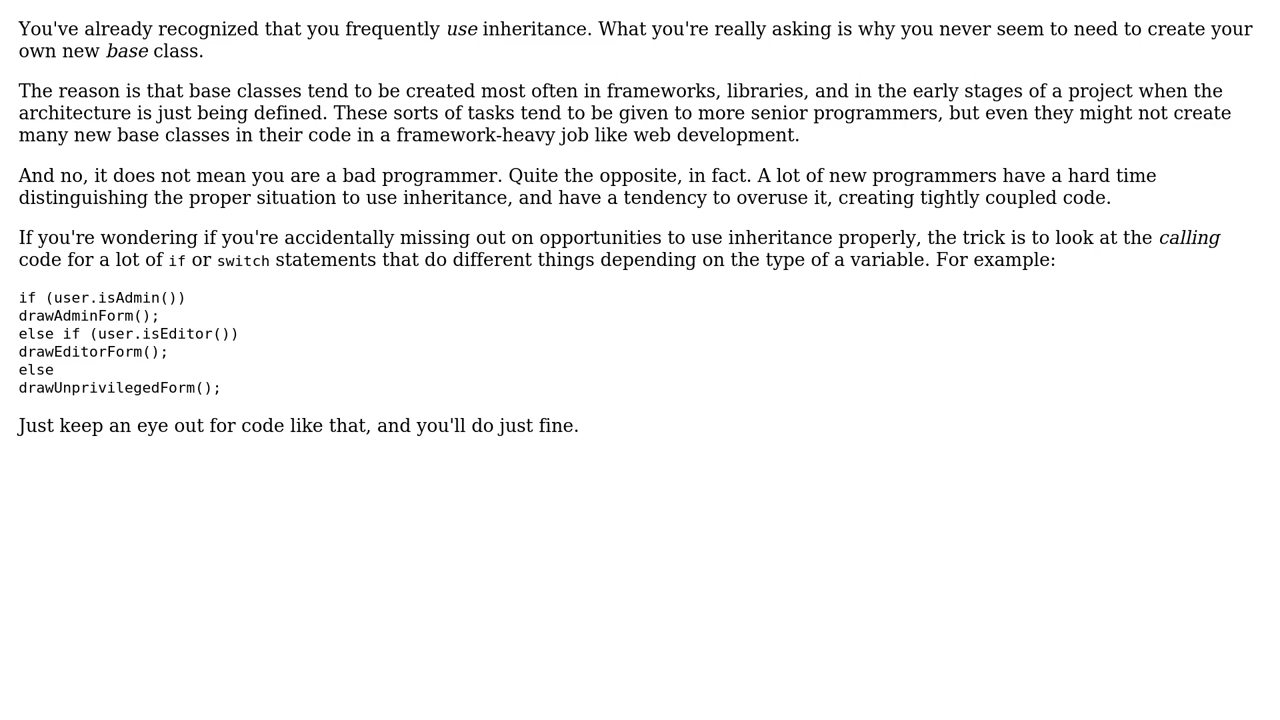 You've already recognized that you frequently use inheritance. What you're really asking is why you never seem to need to create your
own new base class.
The reason is that base classes tend to be created most often in frameworks, libraries, and in the early stages of a project when the
architecture is just being defined. These sorts of tasks tend to be given to more senior programmers, but even they might not create
many new base classes in their code in a framework-heavy job like web development.
And no, it does not mean you are a bad programmer. Quite the opposite, in fact. A lot of new programmers have a hard time
distinguishing the proper situation to use inheritance, and have a tendency to overuse it, creating tightly coupled code.
If you're wondering if you're accidentally missing out on opportunities to use inheritance properly, the trick is to look at the calling
code for a lot of if or switch statements that do different things depending on the type of a variable. For example:
if (user.isAdmin())
drawAdminForm();
else if (user.isEditor())
drawEditorForm();
else
drawUnprivilegedForm();
Just keep an eye out for code like that, and you'll do just fine.